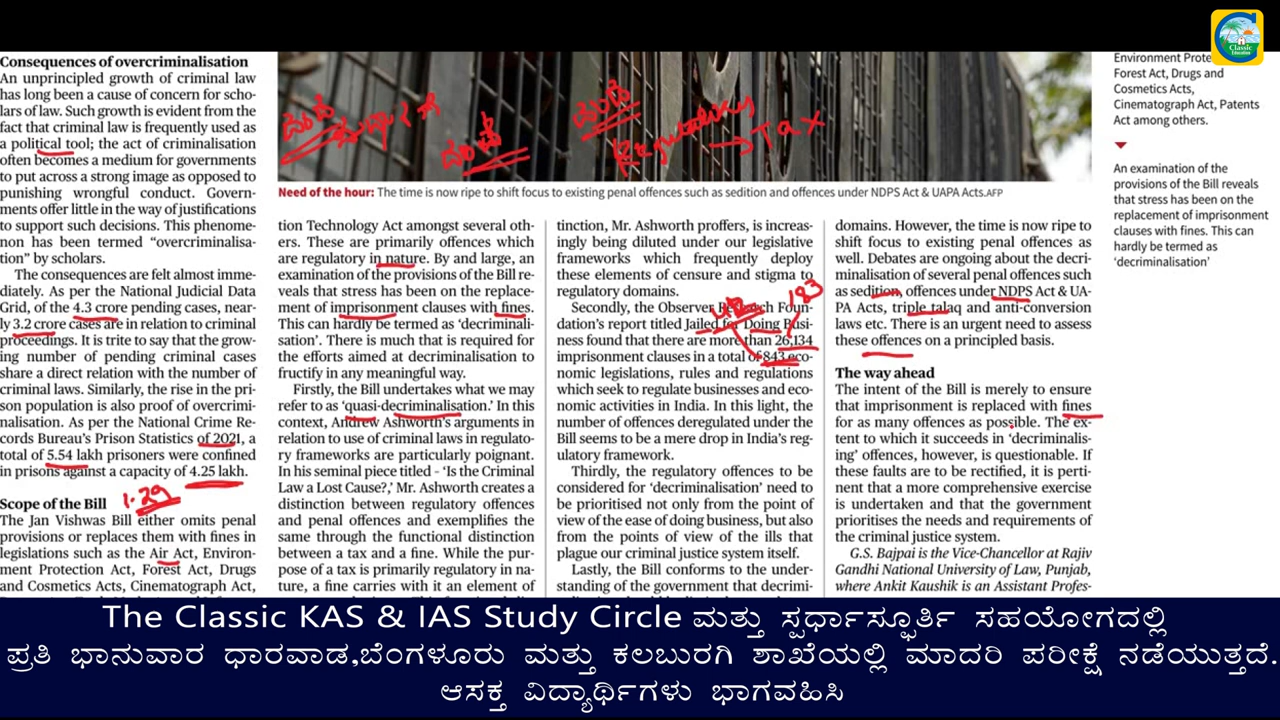 Classic
Education
Consequences of overcriminalisation
An unprincipled growth of criminal law
has long been a cause of concern for scho-
lars of law. Such growth is evident from the
fact that criminal law is frequently used as
a political tool; the act of criminalisation
often becomes a medium for governments
to put across a strong image as opposed to
punishing wrongful conduct. Govern-
ments offer little in the way of justifications
to support such decisions. This phenome-
non has been termed “overcriminalisa-
tion” by scholars.
The consequences are felt almost imme-
diately. As per the National Judicial Data
Grid, of the 4.3 crore pending cases, near-
ly 3.2 crore cases are in relation to criminal
proceedings. It is trite to say that the grow-
ing number of pending criminal cases
share a direct relation with the number of
criminal laws. Similarly, the rise in the pri-
son population is also proof of overcrimi-
nalisation. As per the National Crime Re-
cords Bureau’s Prison Statistics of 2021, a
total of 5.54 lakh prisoners were confined
in prisons against a capacity of 4.25 lakh.
1.29
Scope of the Bill
The Jan Vishwas Bill either omits penal
provisions or replaces them with fines in
legislations such as the Air Act, Environ-
ment Protection Act, Forest Act, Drugs
and Cosmetics Acts, Cinematograph Act,
Regulatory
→ Tax
Need of the hour: The time is now ripe to shift focus to existing penal offences such as sedition and offences under NDPS Act & UAPA Acts. AFP
tion Technology Act amongst several oth-
ers. These are primarily offences which
are regulatory in nature. By and large, an
examination of the provisions of the Bill re-
veals that stress has been on the replace-
ment of imprisonment clauses with fines.
This can hardly be termed as ‘decriminali-
sation’. There is much that is required for
the efforts aimed at decriminalisation to
fructify in any meaningful way.
Firstly, the Bill undertakes what we may
refer to as ‘quasi-decriminalisation.’ In this
context, Andrew Ashworth’s arguments in
relation to use of criminal laws in regulato-
ry frameworks are particularly poignant.
In his seminal piece titled - ‘Is the Criminal
Law a Lost Cause?,’ Mr. Ashworth creates a
distinction between regulatory offences
and penal offences and exemplifies the
same through the functional distinction
between a tax and a fine. While the pur-
pose of a tax is primarily regulatory in na-
ture, a fine carries with it an element of
tinction, Mr. Ashworth proffers, is increas-
ingly being diluted under our legislative
frameworks which frequently deploy
these elements of censure and stigma to
regulatory domains.
183
Secondly, the Observer Research Foun-
dation’s report titled Jailed for Doing Busi-
ness found that there are more than 26,134
imprisonment clauses in a total of 843 eco-
nomic legislations, rules and regulations
which seek to regulate businesses and eco-
nomic activities in India. In this light, the
number of offences deregulated under the
Bill seems to be a mere drop in India’s reg-
ulatory framework.
Thirdly, the regulatory offences to be
considered for ‘decriminalisation’ need to
be prioritised not only from the point of
view of the ease of doing business, but also
from the points of view of the ills that
plague our criminal justice system itself.
Lastly, the Bill conforms to the under-
standing of the government that decrimi-
domains. However, the time is now ripe to
shift focus to existing penal offences as
well. Debates are ongoing about the decri-
minalisation of several penal offences such
as sedition, offences under NDPS Act & UA-
PA Acts, triple talaq and anti-conversion
laws etc. There is an urgent need to assess
these offences on a principled basis.
The way ahead
The intent of the Bill is merely to ensure
that imprisonment is replaced with fines
for as many offences as possible. The ex-
tent to which it succeeds in ‘decriminalis-
ing’ offences, however, is questionable. If
these faults are to be rectified, it is perti-
nent that a more comprehensive exercise
is undertaken and that the government
prioritises the needs and requirements of
the criminal justice system.
G.S. Bajpai is the Vice-Chancellor at Rajiv
Gandhi National University of Law, Punjab,
where Ankit Kaushik is an Assistant Profes-
Environment Prote
Forest Act, Drugs and
Cosmetics Acts,
Cinematograph Act, Patents
Act among others.
An examination of the
provisions of the Bill reveals
that stress has been on the
replacement of imprisonment
clauses with fines. This can
hardly be termed as
‘decriminalisation’
The Classic KAS & IAS Study Circle ಮತ್ತು ಸ್ಪರ್ಧಾಸ್ಫೂರ್ತಿ ಸಹಯೋಗದಲ್ಲಿ
ಪ್ರತಿ ಭಾನುವಾರ ಧಾರವಾಡ,ಬೆಂಗಳೂರು ಮತ್ತು ಕಲಬುರಗಿ ಶಾಖೆಯಲ್ಲಿ ಮಾದರಿ ಪರೀಕ್ಷೆ ನಡೆಯುತ್ತದೆ.
ಆಸಕ್ತ ವಿದ್ಯಾರ್ಥಿಗಳು ಭಾಗವಹಿಸಿ